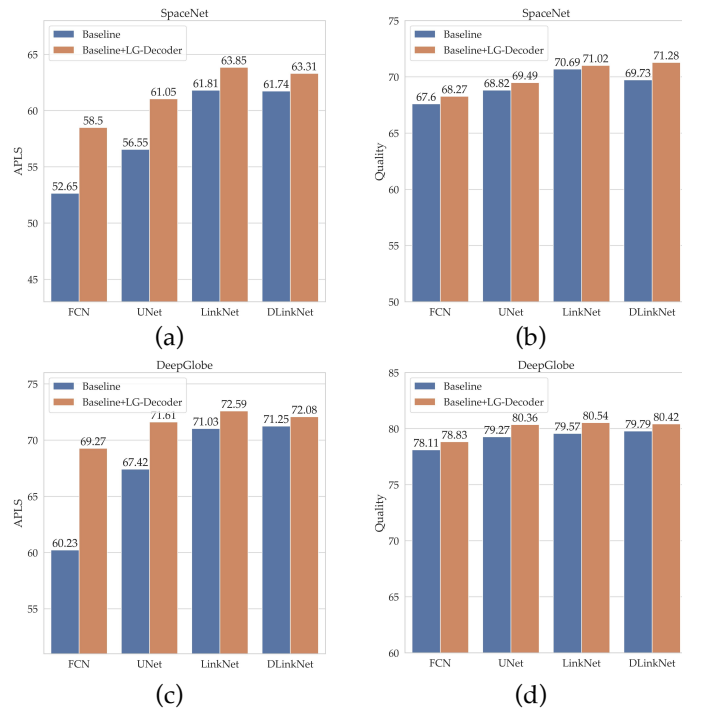 SpaceNet
Baseline
Baseline+LG-Decoder
65
60
55
50
45
APLS
52.65
58.5
56.55
61.05
61.81
63.85
61.74
63.31
FCN
UNet
LinkNet
DLinkNet
(a)
SpaceNet
Baseline
Baseline+LG-Decoder
75
70
65
60
55
50
Quality
67.6
68.27
68.82
69.49
70.69
71.02
69.73
71.28
FCN
UNet
LinkNet
DLinkNet
(b)
DeepGlobe
Baseline
Baseline+LG-Decoder
75
70
65
60
55
APLS
60.23
69.27
67.42
71.61
71.03
72.59
71.25
72.08
FCN
UNet
LinkNet
DLinkNet
(c)
DeepGlobe
Baseline
Baseline+LG-Decoder
85
80
75
70
65
60
Quality
78.11
78.83
79.27
80.36
79.57
80.54
79.79
80.42
FCN
UNet
LinkNet
DLinkNet
(d)